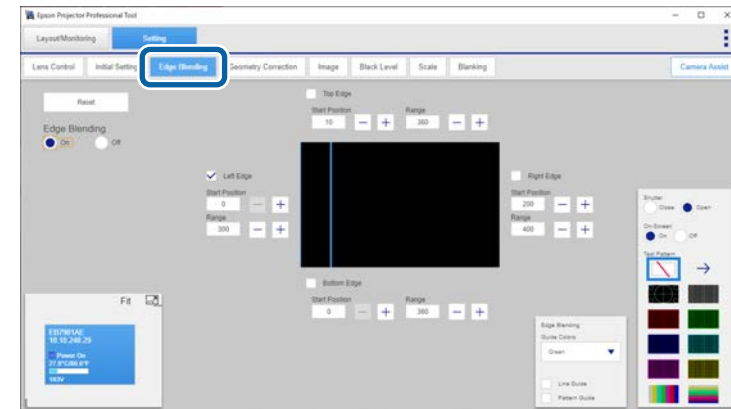 Epson Projector Professional Tool
Layout/Monitoring Setting
Lens Control Initial Setting Edge Blending Geometry Correction Image Black Level Scale Blanking Camera Assist
Reset
Edge Blending
On Off
Top Edge
Start Position Range
10 360
Left Edge
Start Position
0
Range
300
Right Edge
Start Position
200
Range
400
Bottom Edge
Start Position Range
0 360
Shutter
Close Open
On-Screen
On Off
Test Pattern
Fit
10.10.240.29
Power On
Edge Blending
Guide Colors
Green
Line Guide
Pattern Guide